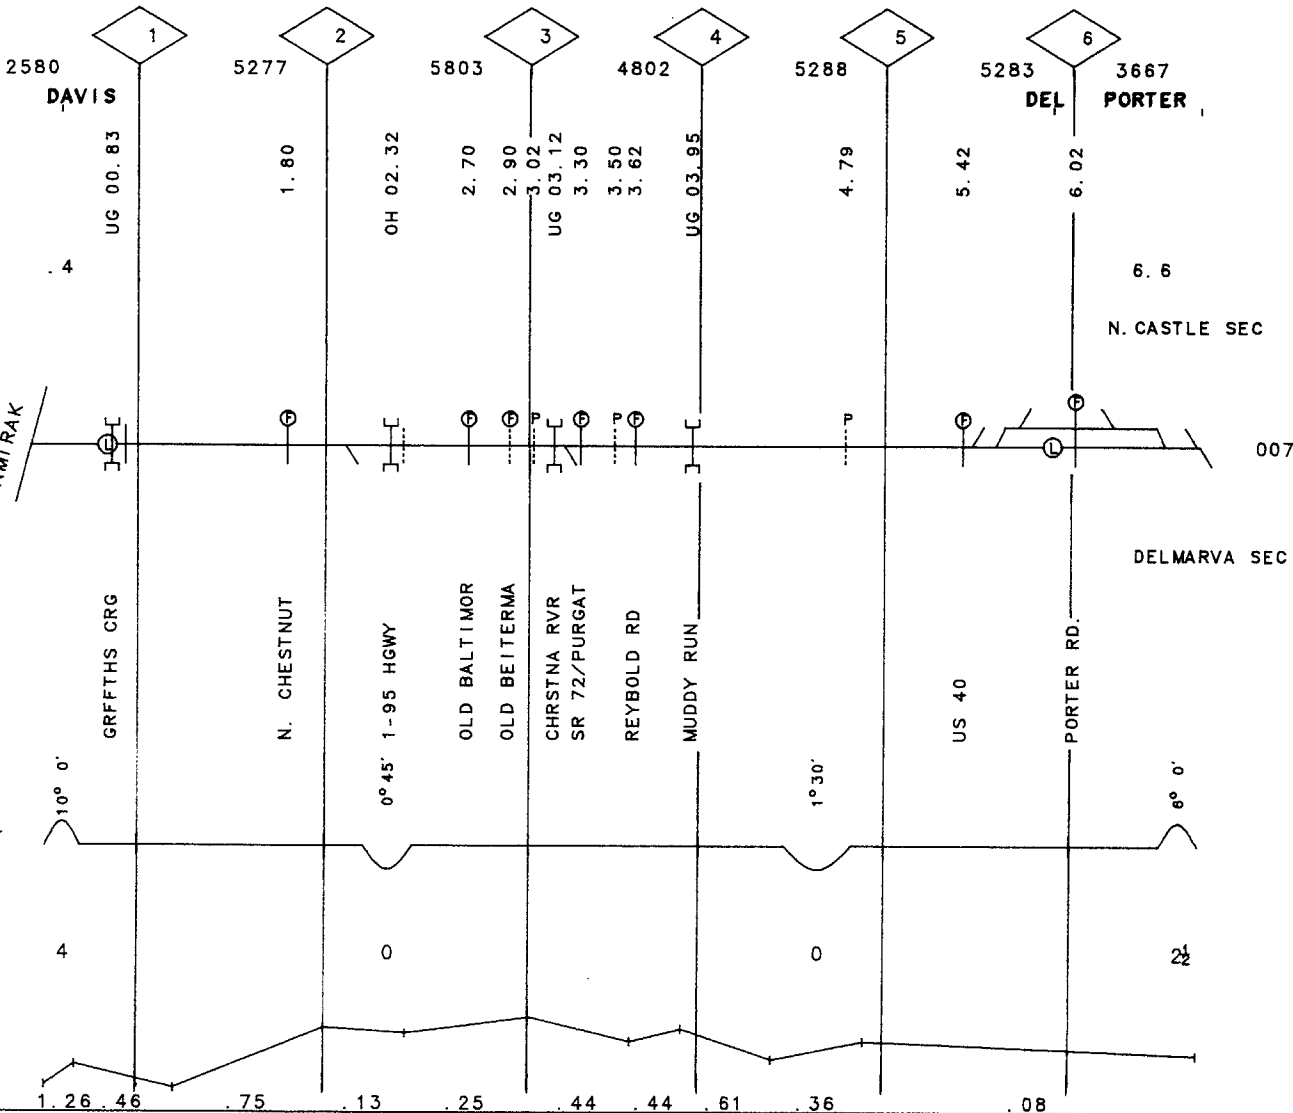 1 2 3 4 5 6
2580 5277 5803 4802 5288 5283 3667
DAVIS DEL PORTER
UG 00.83
1.80
OH 02.32
2.70
2.90
3.02
UG 03.12
3.30
3.50
3.62
UG 03.95
4.79
5.42
6.02
.4 6.6
N. CASTLE SEC
F F F P F P F P F F
L L
007
DELMARVA SEC
GRFFTHS CRG
N. CHESTNUT
1-95 HGWY
OLD BALTIMOR
OLD BEITERMA
CHRSTNA RVR
SR 72/PURGAT
REYBOLD RD
MUDDY RUN
US 40
PORTER RD.
10° 0' 0°45' 1°30' 6° 0'
4 0 0 2½
1.26 .46 .75 .13 .25 .44 .44 .61 .36 .08